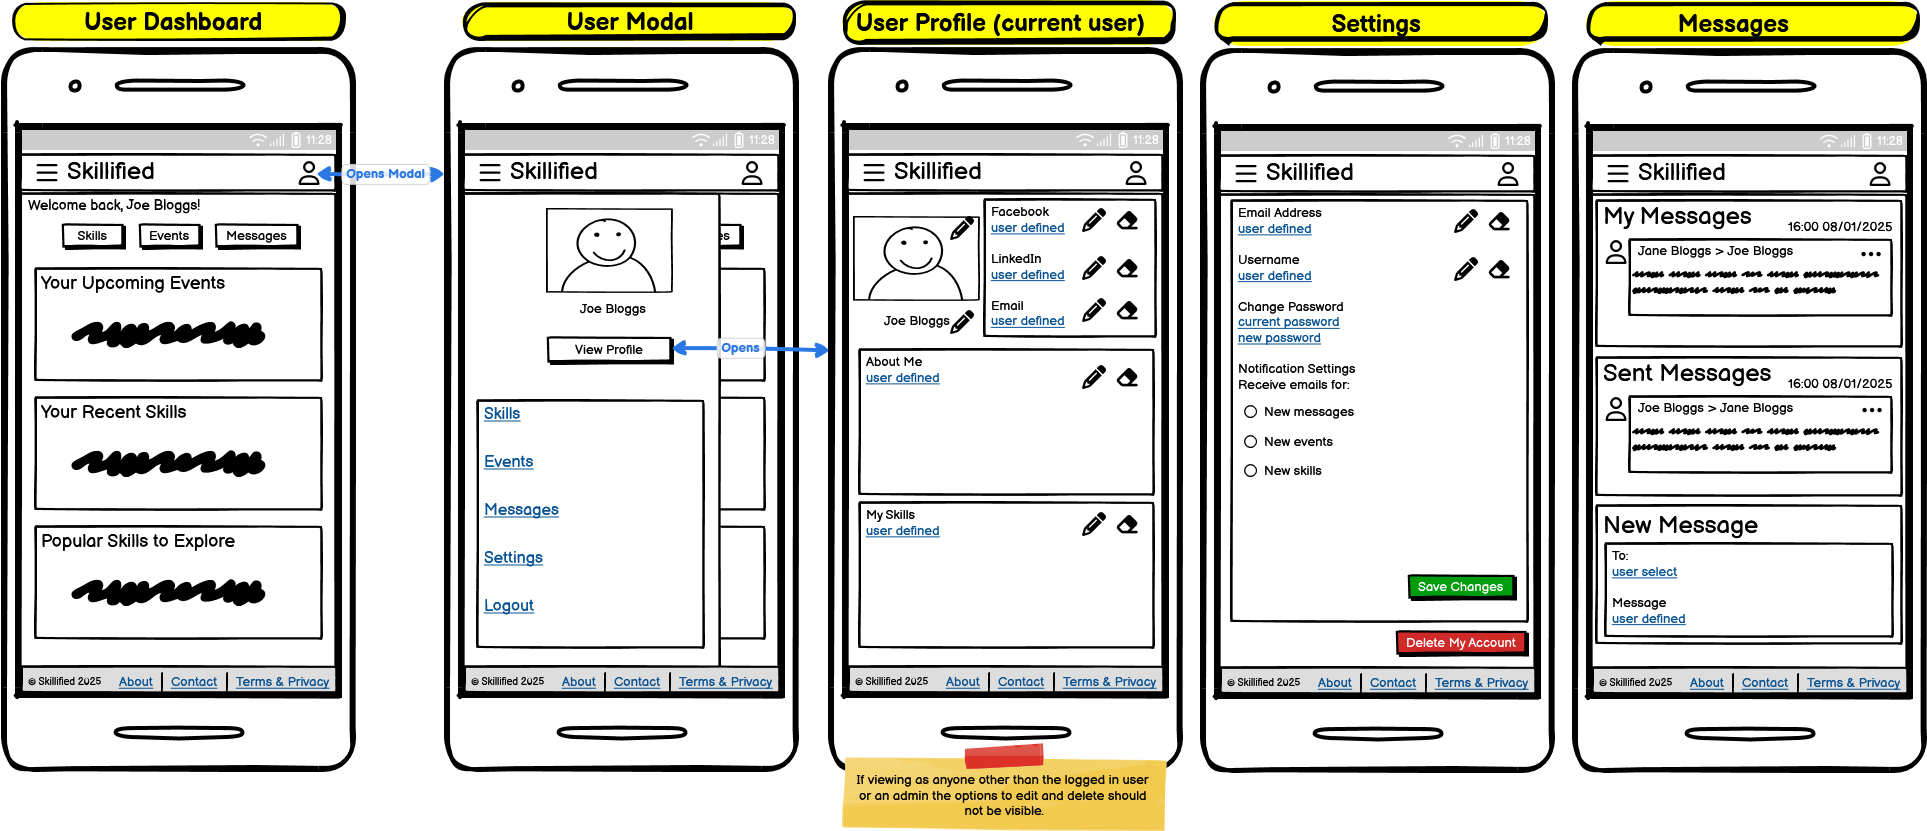 User Dashboard
11:28
Skillified
Opens Modal
Welcome back, Joe Bloggs!
Skills
Events
Messages
Your Upcoming Events
Your Recent Skills
Popular Skills to Explore
© Skillified 2025
About
Contact
Terms & Privacy
User Modal
11:28
Skillified
es
Joe Bloggs
View Profile
Opens
Skills
Events
Messages
Settings
Logout
© Skillified 2025
About
Contact
Terms & Privacy
User Profile (current user)
11:28
Skillified
Joe Bloggs
Facebook
user defined
LinkedIn
user defined
Email
user defined
About Me
user defined
My Skills
user defined
© Skillified 2025
About
Contact
Terms & Privacy
If viewing as anyone other than the logged in user
or an admin the options to edit and delete should
not be visible.
Settings
11:28
Skillified
Email Address
user defined
Username
user defined
Change Password
current password
new password
Notification Settings
Receive emails for:
New messages
New events
New skills
Save Changes
Delete My Account
© Skillified 2025
About
Contact
Terms & Privacy
Messages
11:28
Skillified
My Messages
16:00 08/01/2025
Jane Bloggs > Joe Bloggs
Sent Messages
16:00 08/01/2025
Joe Bloggs > Jane Bloggs
New Message
To:
user select
Message
user defined
© Skillified 2025
About
Contact
Terms & Privacy